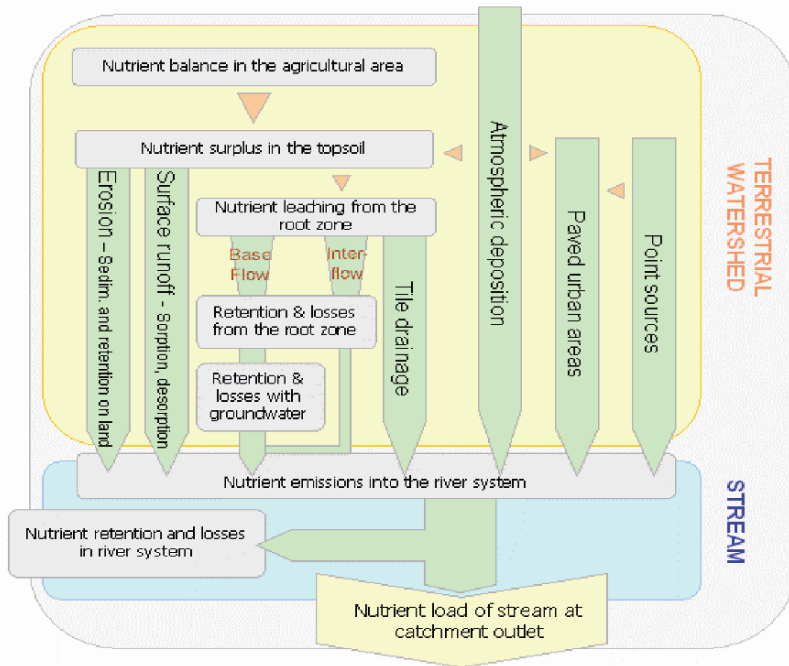 Nutrient balance in the agricultural area
Nutrient surplus in the topsoil
Nutrient leaching from the
root zone
Base
Flow
Inter-
flow
Retention & losses
from the root zone
Retention &
losses with
groundwater
Erosion – Sedim. and retention on land
Surface runoff - Sorption, desorption
Tile drainage
Atmospheric deposition
Paved urban areas
Point sources
TERRESTRIAL
WATERSHED
Nutrient emissions into the river system
Nutrient retention and losses
in river system
STREAM
Nutrient load of stream at
catchment outlet